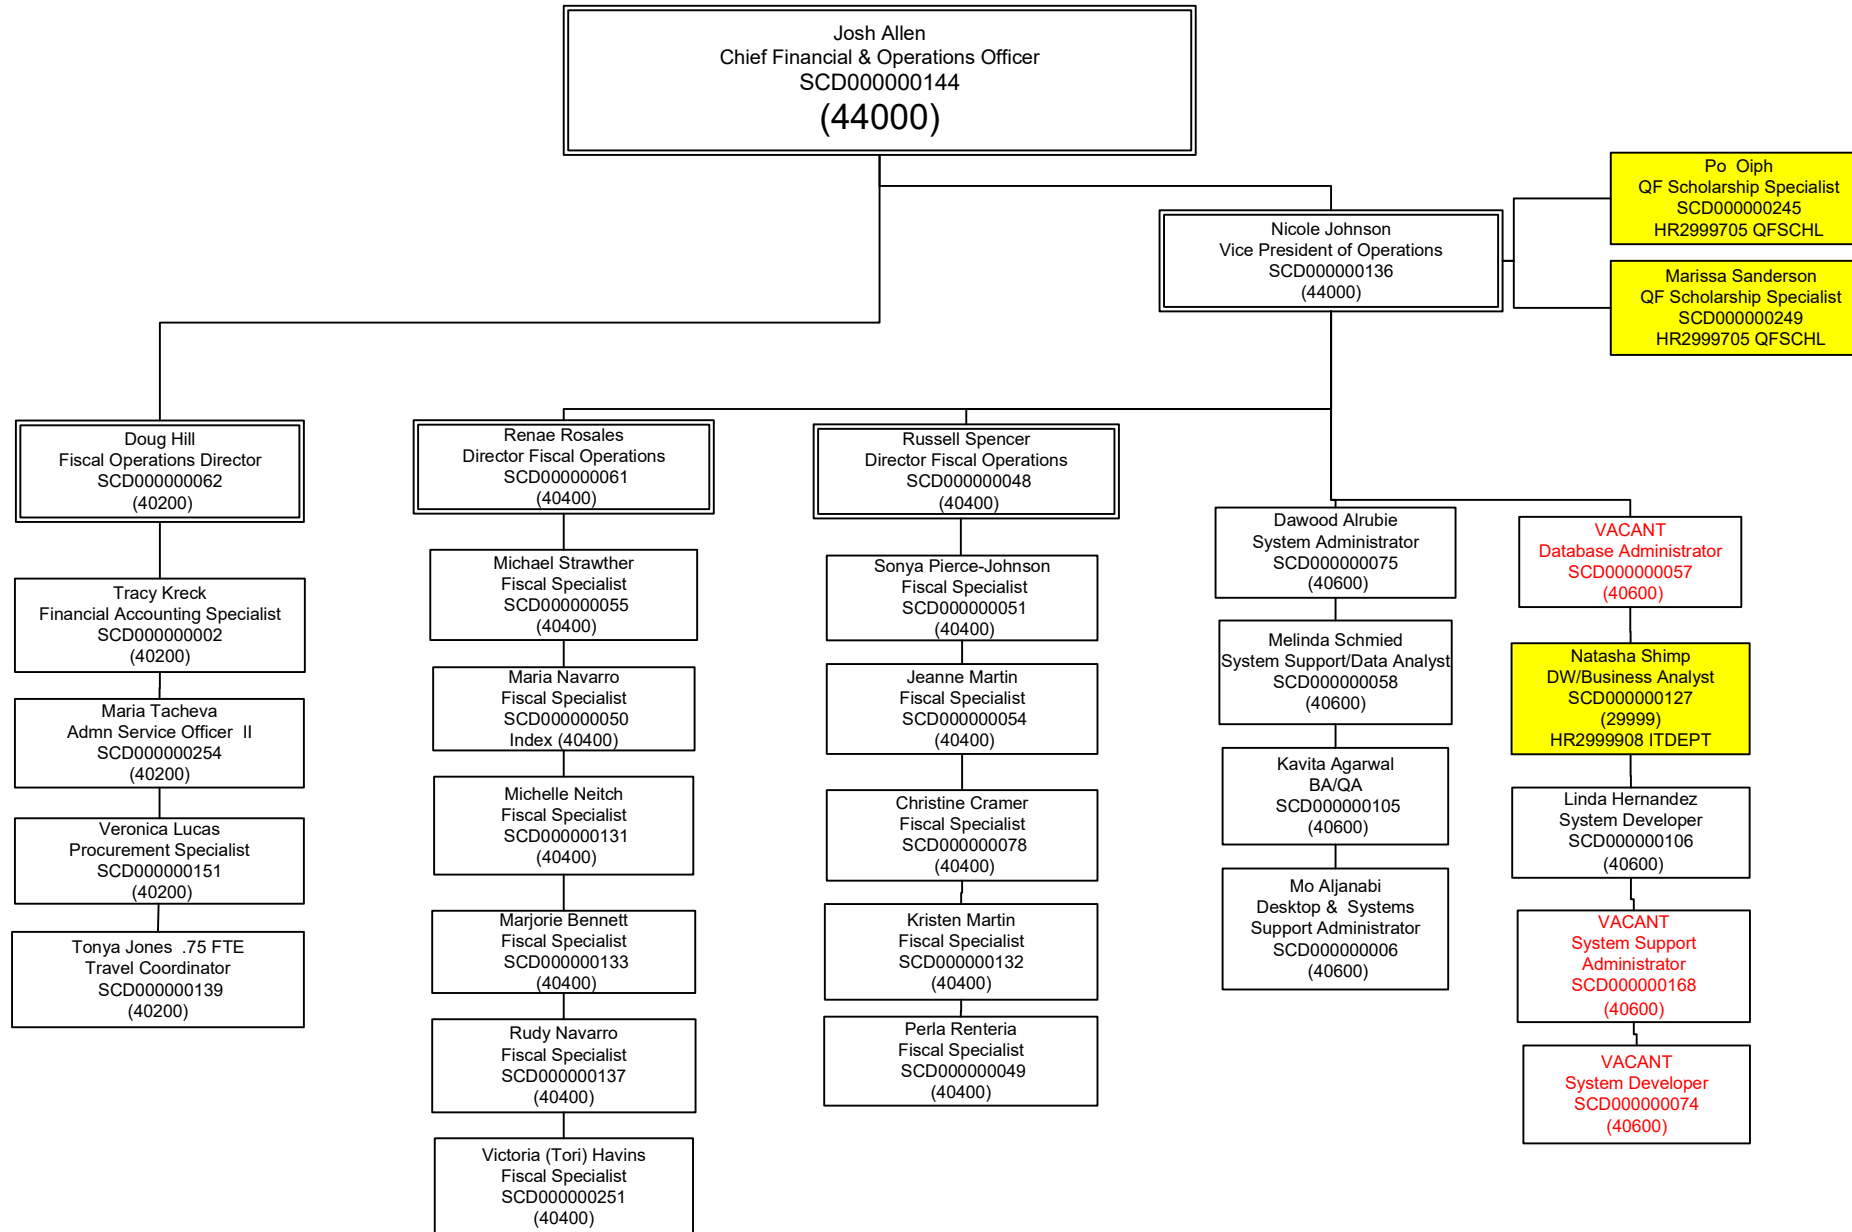 Josh Allen
Chief Financial & Operations Officer
SCD000000144
(44000)
Po Oiph
QF Scholarship Specialist
SCD000000245
HR2999705 QFSCHL
Nicole Johnson
Vice President of Operations
SCD000000136
(44000)
Marissa Sanderson
QF Scholarship Specialist
SCD000000249
HR2999705 QFSCHL
Doug Hill
Fiscal Operations Director
SCD000000062
(40200)
Tracy Kreck
Financial Accounting Specialist
SCD000000002
(40200)
Maria Tacheva
Admn Service Officer II
SCD000000254
(40200)
Veronica Lucas
Procurement Specialist
SCD000000151
(40200)
Tonya Jones .75 FTE
Travel Coordinator
SCD000000139
(40200)
Renae Rosales
Director Fiscal Operations
SCD000000061
(40400)
Michael Strawther
Fiscal Specialist
SCD000000055
(40400)
Maria Navarro
Fiscal Specialist
SCD000000050
Index (40400)
Michelle Neitch
Fiscal Specialist
SCD000000131
(40400)
Marjorie Bennett
Fiscal Specialist
SCD000000133
(40400)
Rudy Navarro
Fiscal Specialist
SCD000000137
(40400)
Victoria (Tori) Havins
Fiscal Specialist
SCD000000251
(40400)
Russell Spencer
Director Fiscal Operations
SCD000000048
(40400)
Sonya Pierce-Johnson
Fiscal Specialist
SCD000000051
(40400)
Jeanne Martin
Fiscal Specialist
SCD000000054
(40400)
Christine Cramer
Fiscal Specialist
SCD000000078
(40400)
Kristen Martin
Fiscal Specialist
SCD000000132
(40400)
Perla Renteria
Fiscal Specialist
SCD000000049
(40400)
Dawood Alrubie
System Administrator
SCD000000075
(40600)
Melinda Schmied
System Support/Data Analyst
SCD000000058
(40600)
Kavita Agarwal
BA/QA
SCD000000105
(40600)
Mo Aljanabi
Desktop & Systems
Support Administrator
SCD000000006
(40600)
VACANT
Database Administrator
SCD000000057
(40600)
Natasha Shimp
DW/Business Analyst
SCD000000127
(29999)
HR2999908 ITDEPT
Linda Hernandez
System Developer
SCD000000106
(40600)
VACANT
System Support
Administrator
SCD000000168
(40600)
VACANT
System Developer
SCD000000074
(40600)